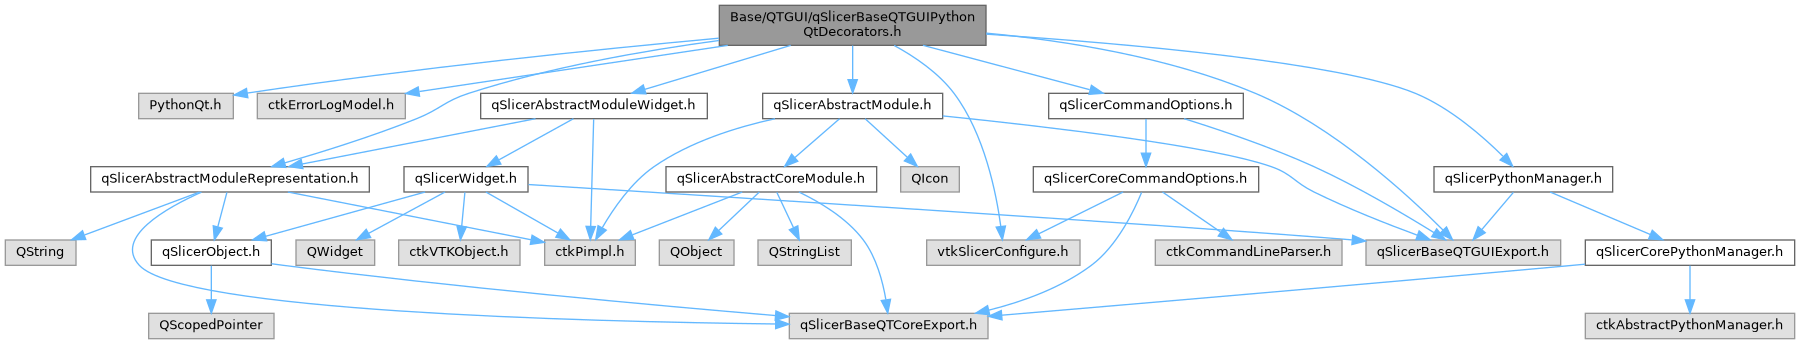 Base/QTGUI/qSlicerBaseQTGUIPython
QtDecorators.h
PythonQt.h
ctkErrorLogModel.h
qSlicerAbstractModuleWidget.h
qSlicerAbstractModule.h
qSlicerCommandOptions.h
qSlicerAbstractModuleRepresentation.h
qSlicerWidget.h
qSlicerAbstractCoreModule.h
QIcon
qSlicerCoreCommandOptions.h
qSlicerPythonManager.h
QString
qSlicerObject.h
QWidget
ctkVTKObject.h
ctkPimpl.h
QObject
QStringList
vtkSlicerConfigure.h
ctkCommandLineParser.h
qSlicerBaseQTGUIExport.h
qSlicerCorePythonManager.h
QScopedPointer
qSlicerBaseQTCoreExport.h
ctkAbstractPythonManager.h